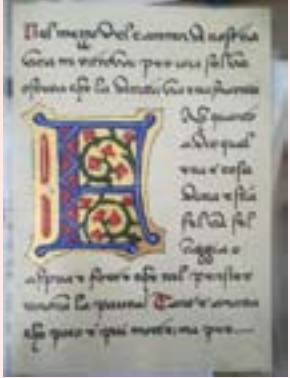 Nel mezzo del cammin di nostra
vita mi ritrovai per una selva
oscura che la diritta via era smarrita
Ahi quanto
a dir qual
era e cosa
dura esta
selva sel
vaggia e
aspra e forte che nel pensier
rinova la paura Tant'e amara
che poco e piu morte; ma per.....